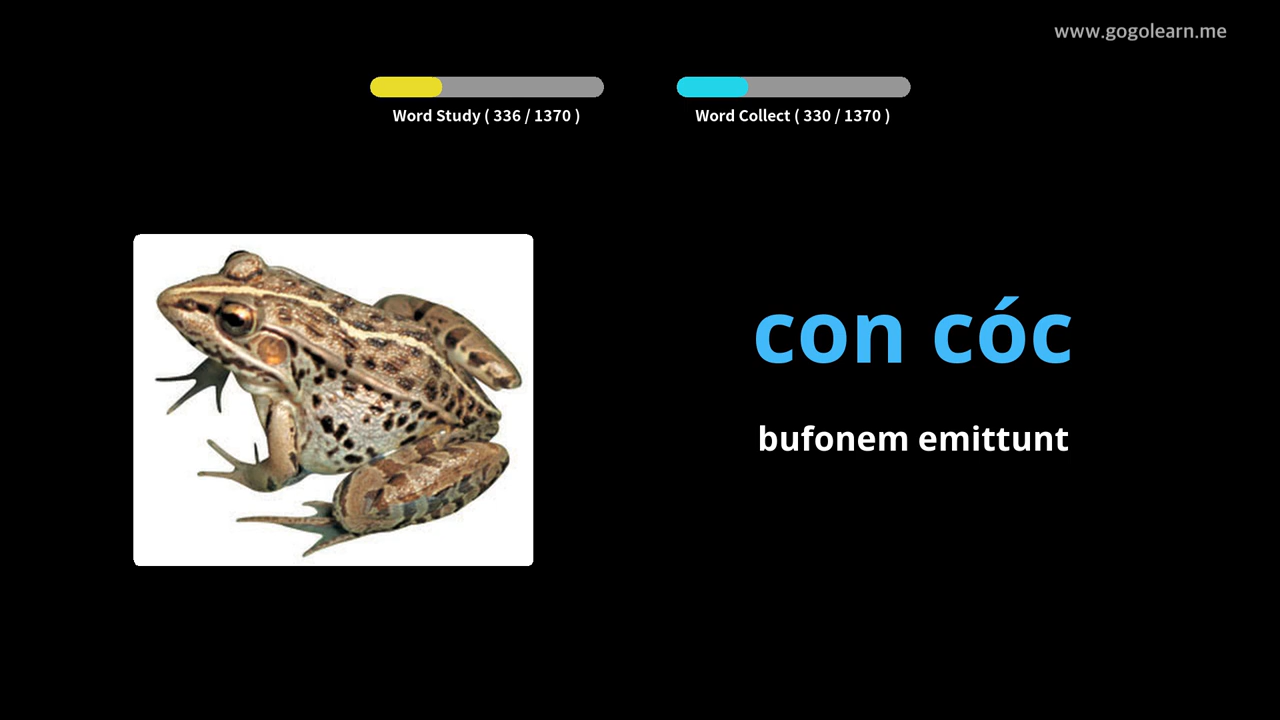 www.gogolearn.me
Word Study ( 336 / 1370 )
Word Collect ( 330 / 1370 )
con cóc
bufonem emittunt